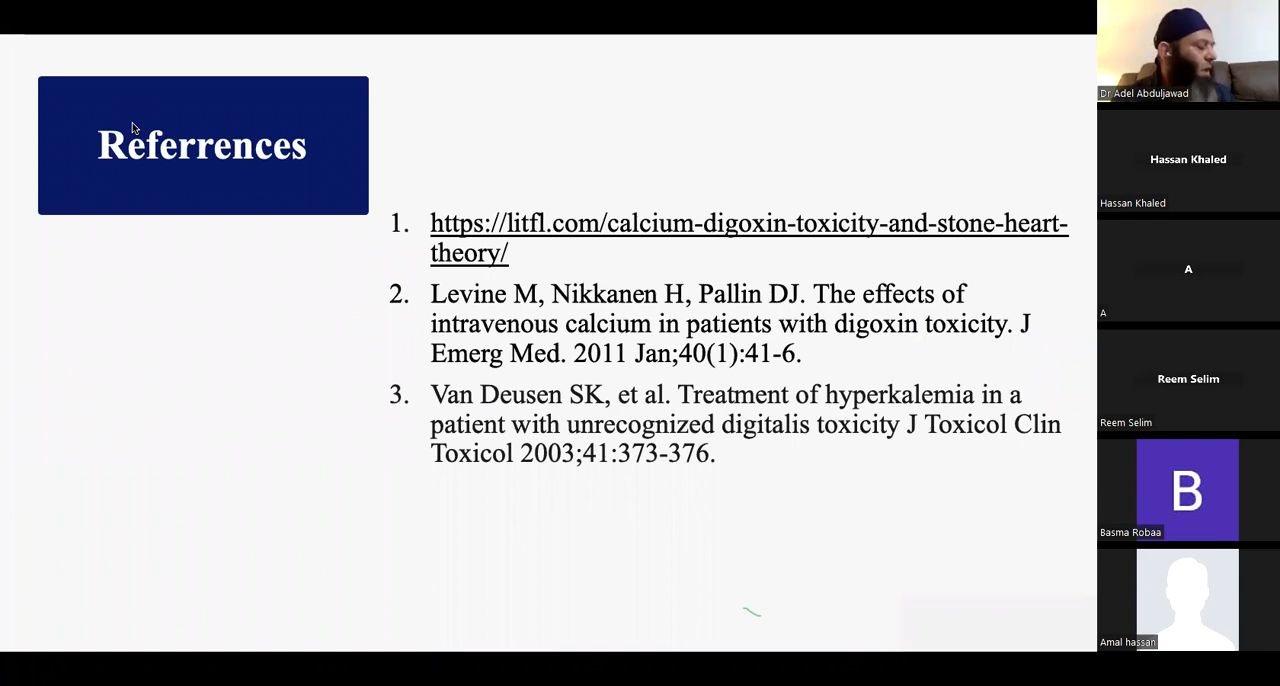 Referrences
1. https://litfl.com/calcium-digoxin-toxicity-and-stone-heart-
theory/
2. Levine M, Nikkanen H, Pallin DJ. The effects of
intravenous calcium in patients with digoxin toxicity. J
Emerg Med. 2011 Jan;40(1):41-6.
3. Van Deusen SK, et al. Treatment of hyperkalemia in a
patient with unrecognized digitalis toxicity J Toxicol Clin
Toxicol 2003;41:373-376.
Dr Adel Abduljawad
Hassan Khaled
Hassan Khaled
A
A
Reem Selim
Reem Selim
B
Basma Robaa
Amal hassan